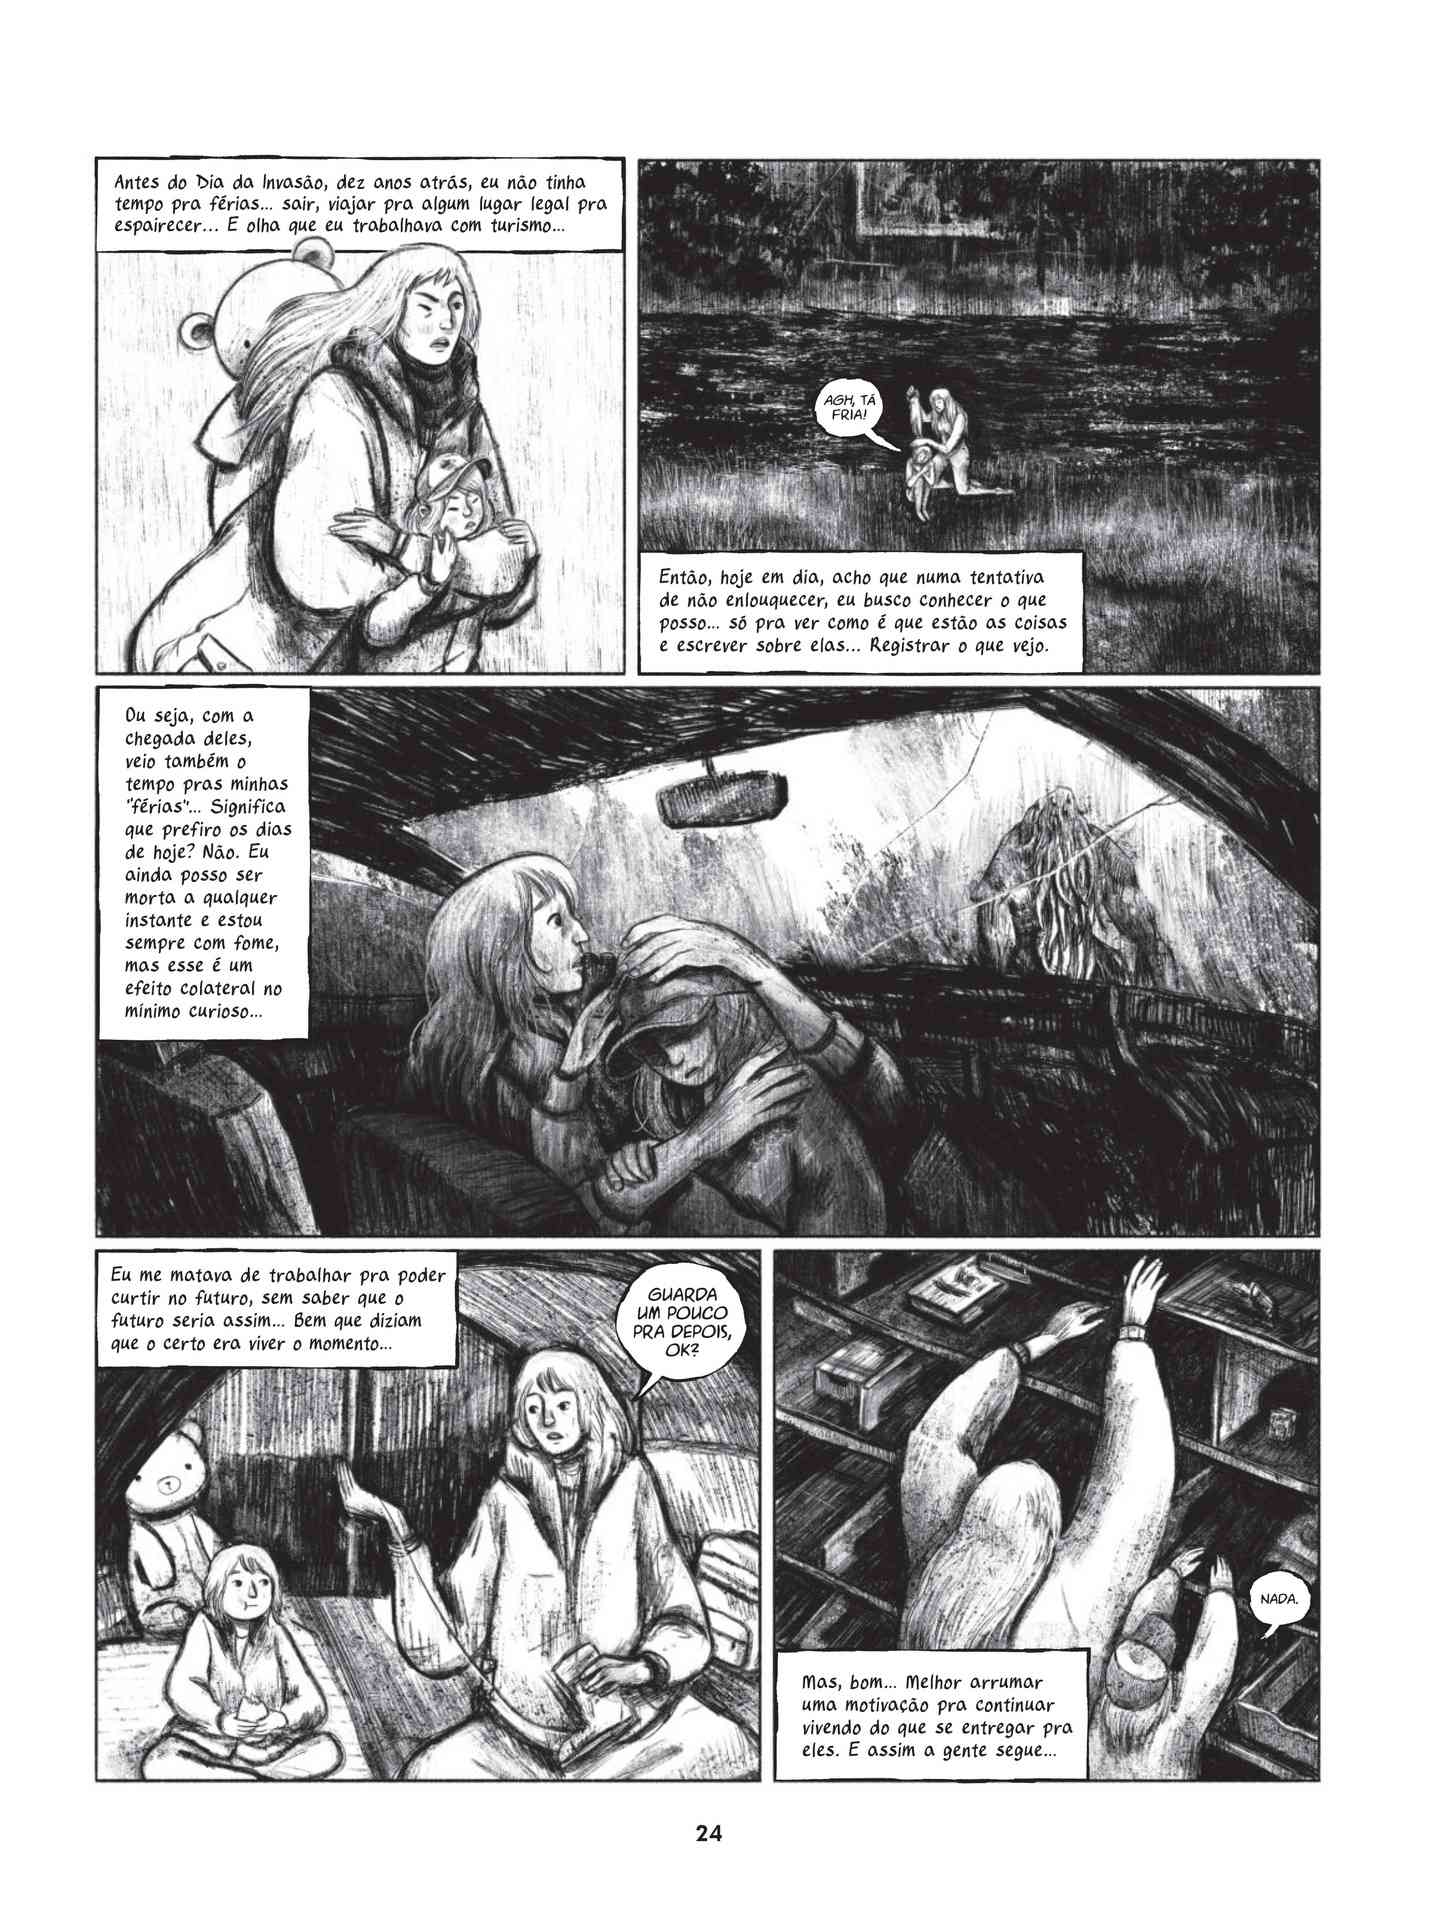 Antes do Dia da Invasão, dez anos atrás, eu não tinha
tempo pra férias... sair, viajar pra algum lugar legal pra
espairecer... E olha que eu trabalhava com turismo...
AGH, TÁ
FRIA!
Então, hoje em dia, acho que numa tentativa
de não enlouquecer, eu busco conhecer o que
posso... só pra ver como é que estão as coisas
e escrever sobre elas... Registrar o que vejo.
Ou seja, com a
chegada deles,
veio também o
tempo pras minhas
"férias"... Significa
que prefiro os dias
de hoje? Não. Eu
ainda posso ser
morta a qualquer
instante e estou
sempre com fome,
mas esse é um
efeito colateral no
mínimo curioso...
Eu me matava de trabalhar pra poder
curtir no futuro, sem saber que o
futuro seria assim... Bem que diziam
que o certo era viver o momento...
GUARDA
UM POUCO
PRA DEPOIS,
OK?
NADA.
Mas, bom... Melhor arrumar
uma motivação pra continuar
vivendo do que se entregar pra
eles. E assim a gente segue...
24